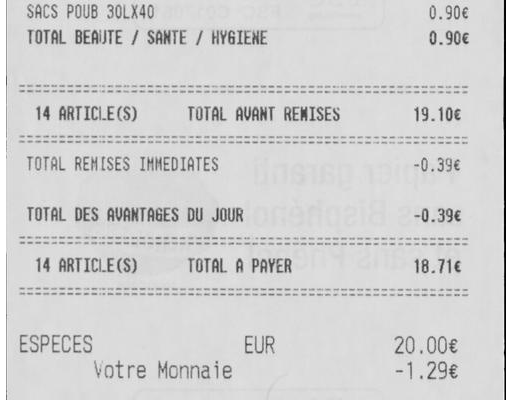 SACS POUB 30LX40 0.90€
TOTAL BEAUTE / SANTE / HYGIENE 0.90€
14 ARTICLE(S) TOTAL AVANT REMISES 19.10€
TOTAL REMISES IMMEDIATES -0.39€
TOTAL DES AVANTAGES DU JOUR -0.39€
14 ARTICLE(S) TOTAL A PAYER 18.71€
ESPECES EUR 20.00€
Votre Monnaie -1.29€